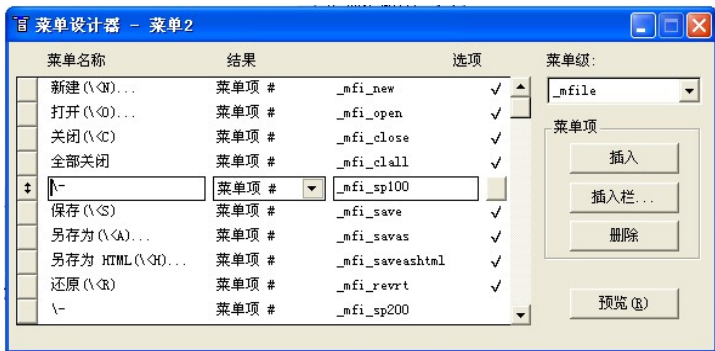 菜单设计器 - 菜单2
菜单名称 结果 选项 菜单级:
新建(\<N)... 菜单项 # _mfi_new √
打开(\<O)... 菜单项 # _mfi_open √
关闭(\<C) 菜单项 # _mfi_close √
全部关闭 菜单项 # _mfi_clall √
\- 菜单项 # _mfi_sp100
保存(\<S) 菜单项 # _mfi_save √
另存为(\<A)... 菜单项 # _mfi_savas √
另存为 HTML(\<H)... 菜单项 # _mfi_saveashtml √
还原(\<R) 菜单项 # _mfi_revrt √
\- 菜单项 # _mfi_sp200
_mfile
菜单项
插入
插入栏...
删除
预览(R)